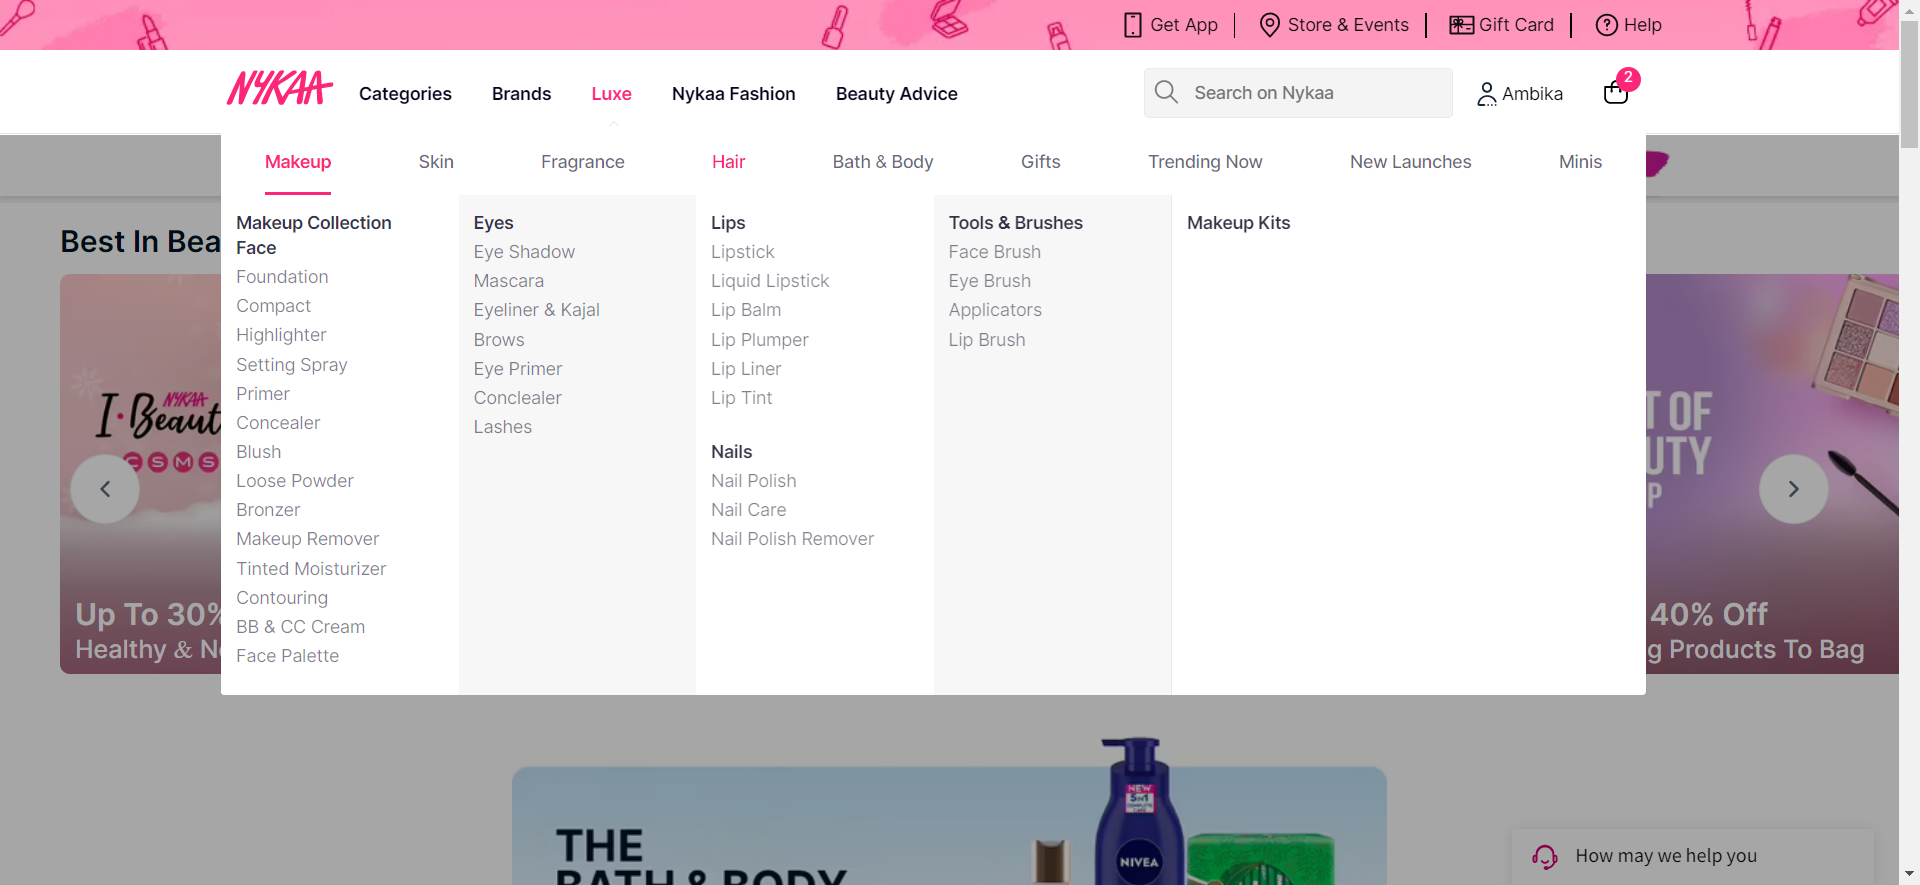 Get App
Store & Events
Gift Card
Help
NYKAA
Categories
Brands
Luxe
Nykaa Fashion
Beauty Advice
Search on Nykaa
Ambika
2
Makeup
Skin
Fragrance
Hair
Bath & Body
Gifts
Trending Now
New Launches
Minis
Makeup Collection
Face
Foundation
Compact
Highlighter
Setting Spray
Primer
Concealer
Blush
Loose Powder
Bronzer
Makeup Remover
Tinted Moisturizer
Contouring
BB & CC Cream
Face Palette
Eyes
Eye Shadow
Mascara
Eyeliner & Kajal
Brows
Eye Primer
Conclealer
Lashes
Lips
Lipstick
Liquid Lipstick
Lip Balm
Lip Plumper
Lip Liner
Lip Tint
Nails
Nail Polish
Nail Care
Nail Polish Remover
Tools & Brushes
Face Brush
Eye Brush
Applicators
Lip Brush
Makeup Kits
Best In Bea
NYKAA
I Beaut
C S M S
Up To 30%
Healthy & N
T OF
UTY
P
40% Off
g Products To Bag
THE
BATH & BODY
NEW
5 IN 1
NIVEA
How may we help you